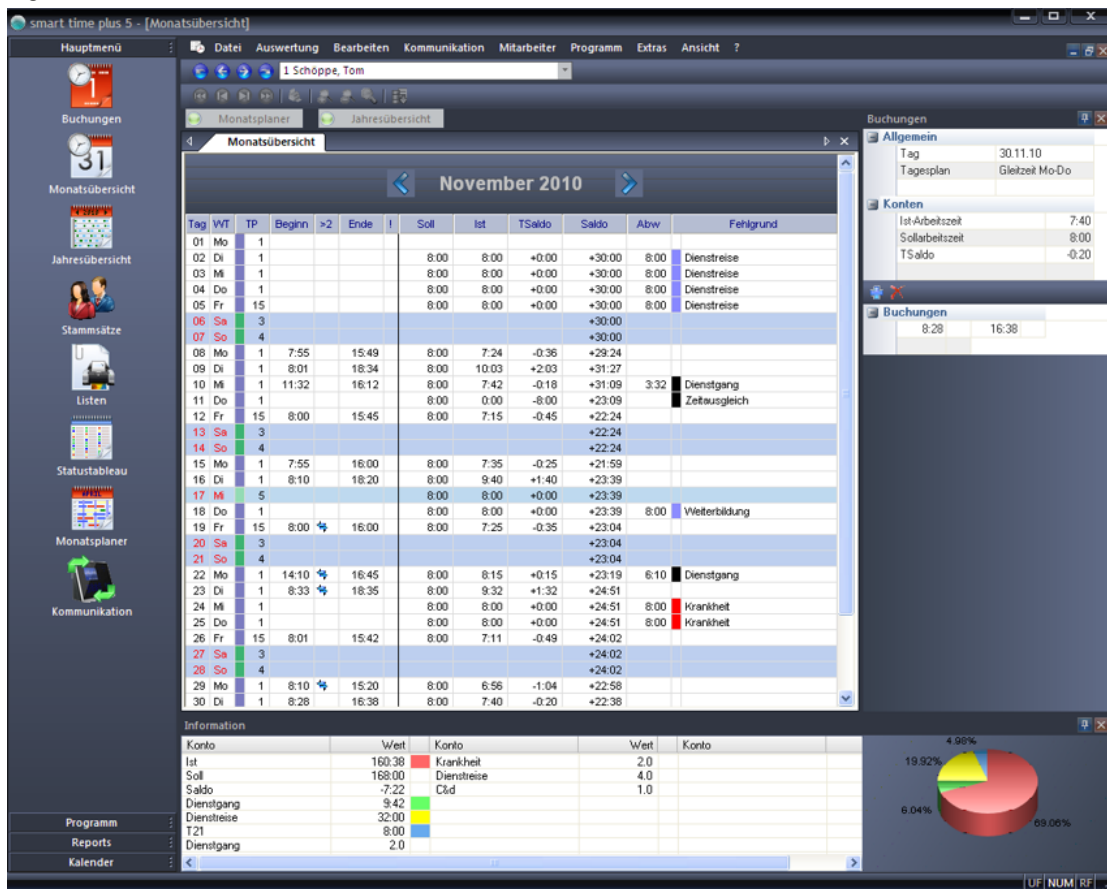 smart time plus 5 - [Monatsübersicht]
Hauptmenü
Datei Auswertung Bearbeiten Kommunikation Mitarbeiter Programm Extras Ansicht ?
1 Schöppe, Tom
Monatsplaner Jahresübersicht
Buchungen
Monatsübersicht
Jahresübersicht
Stammsätze
Listen
Statustableau
Monatsplaner
Kommunikation
Programm
Reports
Kalender
Monatsübersicht
November 2010
Tag WT TP Beginn >2 Ende ! Soll Ist TSaldo Saldo Abw Fehlgrund
01 Mo 1
02 Di 1 8:00 8:00 +0:00 +30:00 8:00 Dienstreise
03 Mi 1 8:00 8:00 +0:00 +30:00 8:00 Dienstreise
04 Do 1 8:00 8:00 +0:00 +30:00 8:00 Dienstreise
05 Fr 15 8:00 8:00 +0:00 +30:00 8:00 Dienstreise
06 Sa 3 +30:00
07 So 4 +30:00
08 Mo 1 7:55 15:49 8:00 7:24 -0:36 +29:24
09 Di 1 8:01 18:34 8:00 10:03 +2:03 +31:27
10 Mi 1 11:32 16:12 8:00 7:42 -0:18 +31:09 3:32 Dienstgang
11 Do 1 8:00 0:00 -8:00 +23:09 Zeitausgleich
12 Fr 15 8:00 15:45 8:00 7:15 -0:45 +22:24
13 Sa 3 +22:24
14 So 4 +22:24
15 Mo 1 7:55 16:00 8:00 7:35 -0:25 +21:59
16 Di 1 8:10 18:20 8:00 9:40 +1:40 +23:39
17 Mi 5 8:00 8:00 +0:00 +23:39
18 Do 1 8:00 8:00 +0:00 +23:39 8:00 Weiterbildung
19 Fr 15 8:00 16:00 8:00 7:25 -0:35 +23:04
20 Sa 3 +23:04
21 So 4 +23:04
22 Mo 1 14:10 16:45 8:00 8:15 +0:15 +23:19 6:10 Dienstgang
23 Di 1 8:33 18:35 8:00 9:32 +1:32 +24:51
24 Mi 1 8:00 8:00 +0:00 +24:51 8:00 Krankheit
25 Do 1 8:00 8:00 +0:00 +24:51 8:00 Krankheit
26 Fr 15 8:01 15:42 8:00 7:11 -0:49 +24:02
27 Sa 3 +24:02
28 So 4 +24:02
29 Mo 1 8:10 15:20 8:00 6:56 -1:04 +22:58
30 Di 1 8:28 16:38 8:00 7:40 -0:20 +22:38
Buchungen
Allgemein
Tag 30.11.10
Tagesplan Gleitzeit Mo-Do
Konten
Ist-Arbeitszeit 7:40
Sollarbeitszeit 8:00
TSaldo -0:20
Buchungen
8:28 16:38
Information
Konto Wert Konto Wert Konto
Ist 160:38 Krankheit 2.0
Soll 168:00 Dienstreise 4.0
Saldo -7:22 C&d 1.0
Dienstgang 9:42
Dienstreise 32:00
T21 8:00
Dienstgang 2.0
4.98%
19.92%
6.04%
69.06%
UF NUM RF